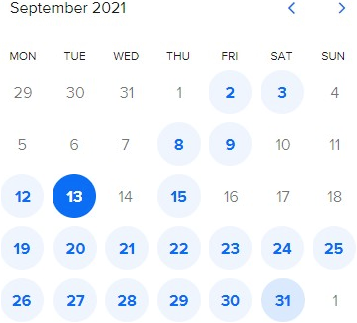 September 2021
MON TUE WED THU FRI SAT SUN
29 30 31 1 2 3 4
5 6 7 8 9 10 11
12 13 14 15 16 17 18
19 20 21 22 23 24 25
26 27 28 29 30 31 1